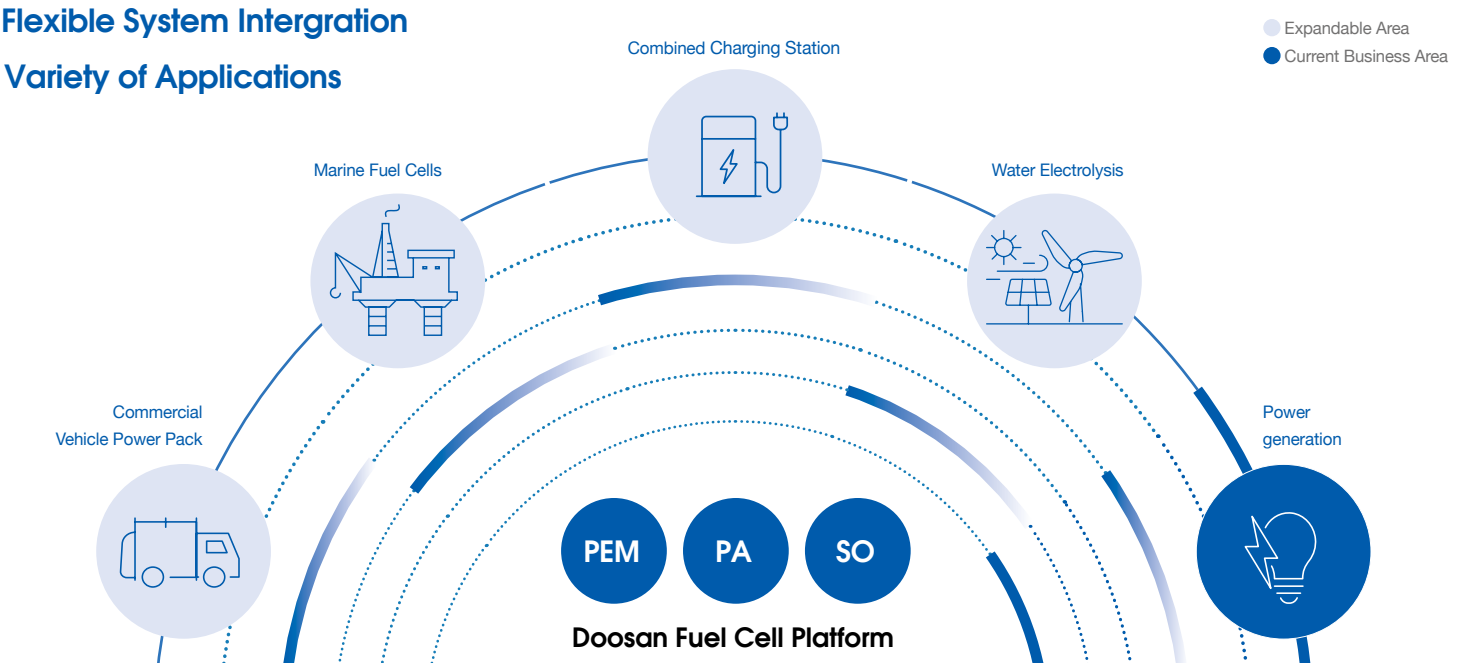 Flexible System Intergration
Variety of Applications
Expandable Area
Current Business Area
Combined Charging Station
Marine Fuel Cells
Water Electrolysis
Commercial
Vehicle Power Pack
Power
generation
PEM
PA
SO
Doosan Fuel Cell Platform